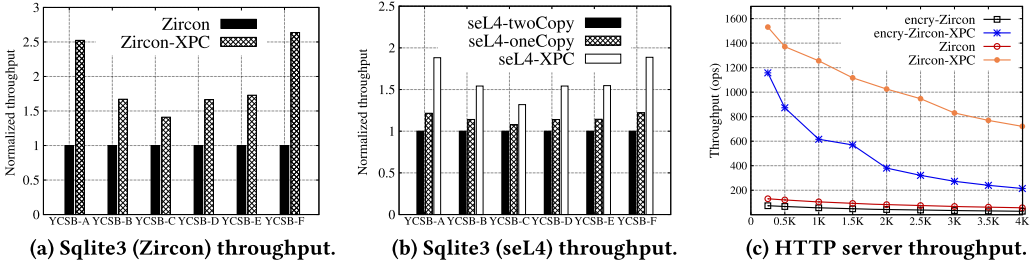 Normalized throughput
3
2.5
2
1.5
1
0.5
0
Zircon
Zircon-XPC
YCSB-A YCSB-B YCSB-C YCSB-D YCSB-E YCSB-F
(a) Sqlite3 (Zircon) throughput.
Normalized throughput
2.5
2
1.5
1
0.5
0
seL4-twoCopy
seL4-oneCopy
seL4-XPC
YCSB-A YCSB-B YCSB-C YCSB-D YCSB-E YCSB-F
(b) Sqlite3 (seL4) throughput.
Throughput (ops)
1600
1400
1200
1000
800
600
400
200
encry-Zircon
encry-Zircon-XPC
Zircon
Zircon-XPC
0 0.5K 1K 1.5K 2K 2.5K 3K 3.5K 4K
(c) HTTP server throughput.